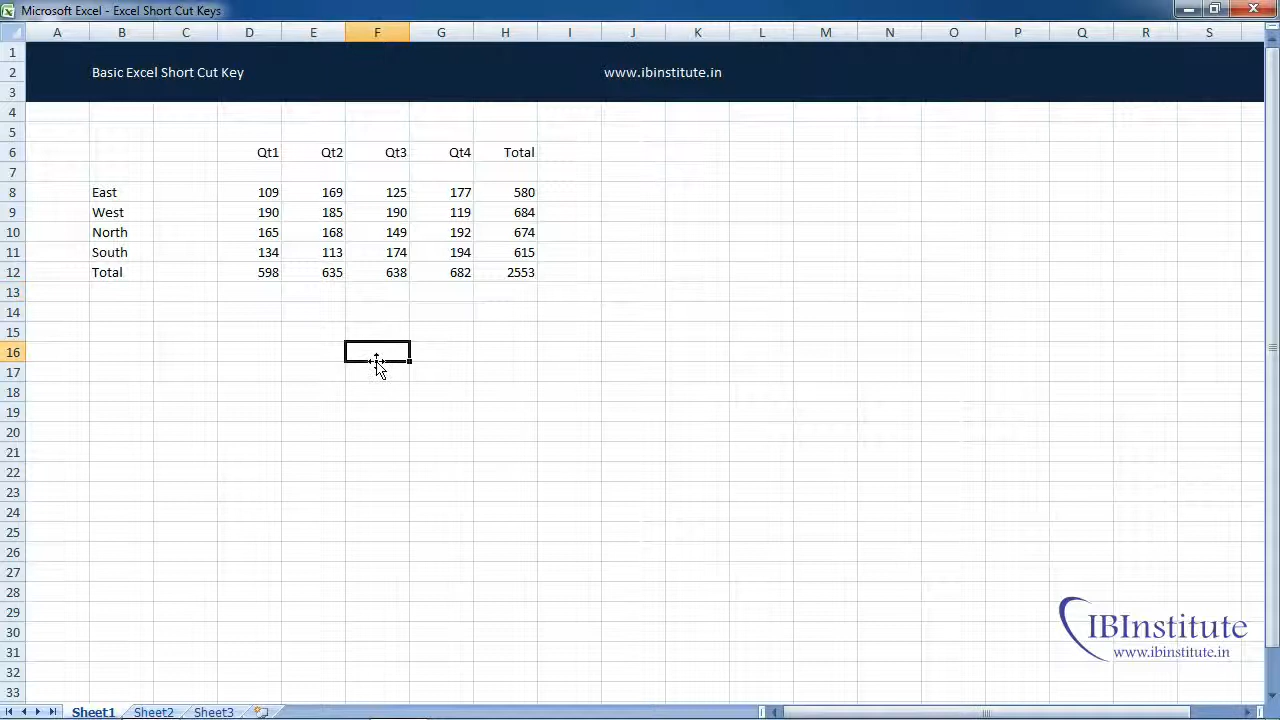 Microsoft Excel - Excel Short Cut Keys
A B C D E F G H I J K L M N O P Q R S
1
2 Basic Excel Short Cut Key www.ibinstitute.in
3
4
5
6 Qt1 Qt2 Qt3 Qt4 Total
7
8 East 109 169 125 177 580
9 West 190 185 190 119 684
10 North 165 168 149 192 674
11 South 134 113 174 194 615
12 Total 598 635 638 682 2553
13
14
15
16
17
18
19
20
21
22
23
24
25
26
27
28
29
30
31
32
33
IBInstitute
www.ibinstitute.in
Sheet1 Sheet2 Sheet3